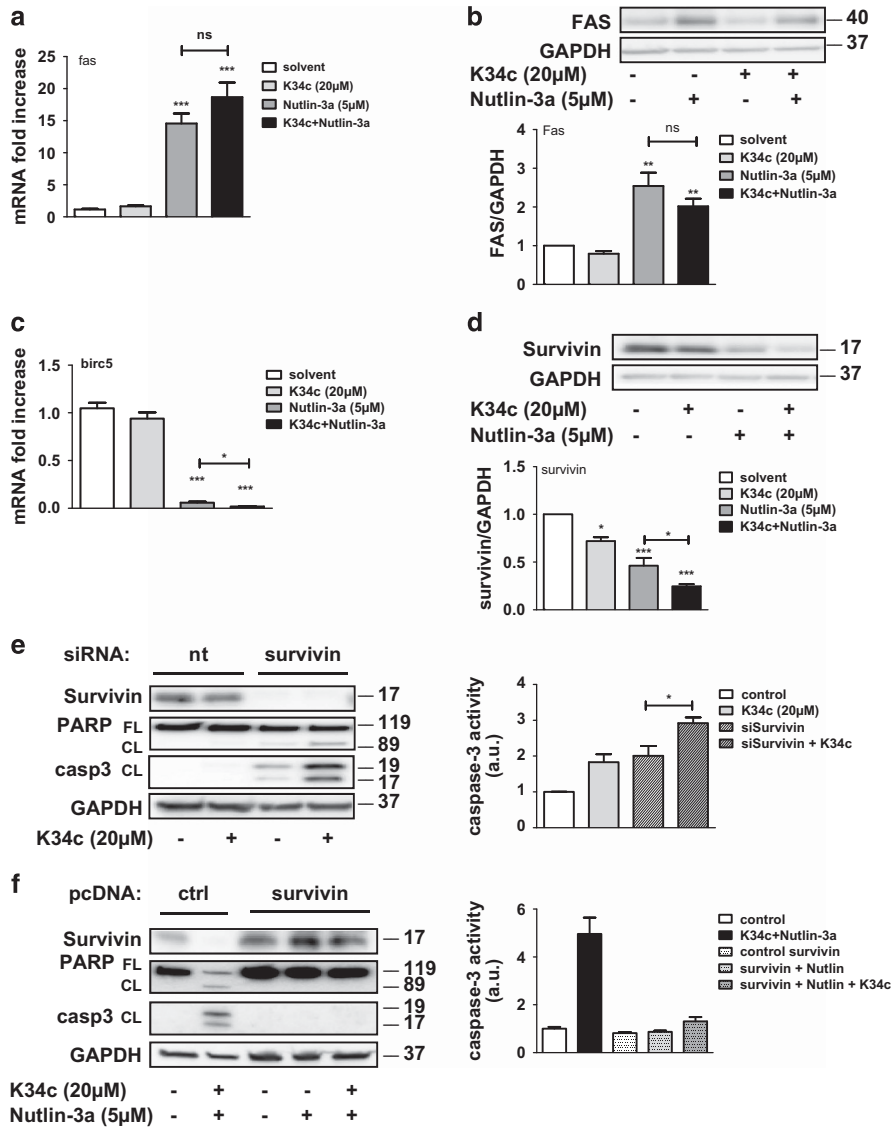 a
ns
25
20
15
10
5
0
mRNA fold increase
fas
***
***
solvent
K34c (20µM)
Nutlin-3a (5µM)
K34c+Nutlin-3a
b
FAS
40
GAPDH
37
K34c (20µM) - - + +
Nutlin-3a (5µM) - + - +
4
3
2
1
0
FAS/GAPDH
Fas
ns
**
**
solvent
K34c (20µM)
Nutlin-3a (5µM)
K34c+Nutlin-3a
c
1.5
1.0
0.5
0.0
mRNA fold increase
birc5
*
***
***
solvent
K34c (20µM)
Nutlin-3a (5µM)
K34c+Nutlin-3a
d
Survivin
17
GAPDH
37
K34c (20µM) - + - +
Nutlin-3a (5µM) - - + +
1.5
1.0
0.5
0.0
survivin/GAPDH
survivin
*
***
*
***
solvent
K34c (20µM)
Nutlin-3a (5µM)
K34c+Nutlin-3a
e
siRNA: nt survivin
Survivin 17
PARP FL 119
CL 89
casp3 CL 19
17
GAPDH 37
K34c (20µM) - + - +
4
3
2
1
0
caspase-3 activity
(a.u.)
*
control
K34c (20µM)
siSurvivin
siSurvivin + K34c
f
pcDNA: ctrl survivin
Survivin 17
PARP FL 119
CL 89
casp3 CL 19
17
GAPDH 37
K34c (20µM) - + - - +
Nutlin-3a (5µM) - + - + +
6
4
2
0
caspase-3 activity
(a.u.)
control
K34c+Nutlin-3a
control survivin
survivin + Nutlin
survivin + Nutlin + K34c